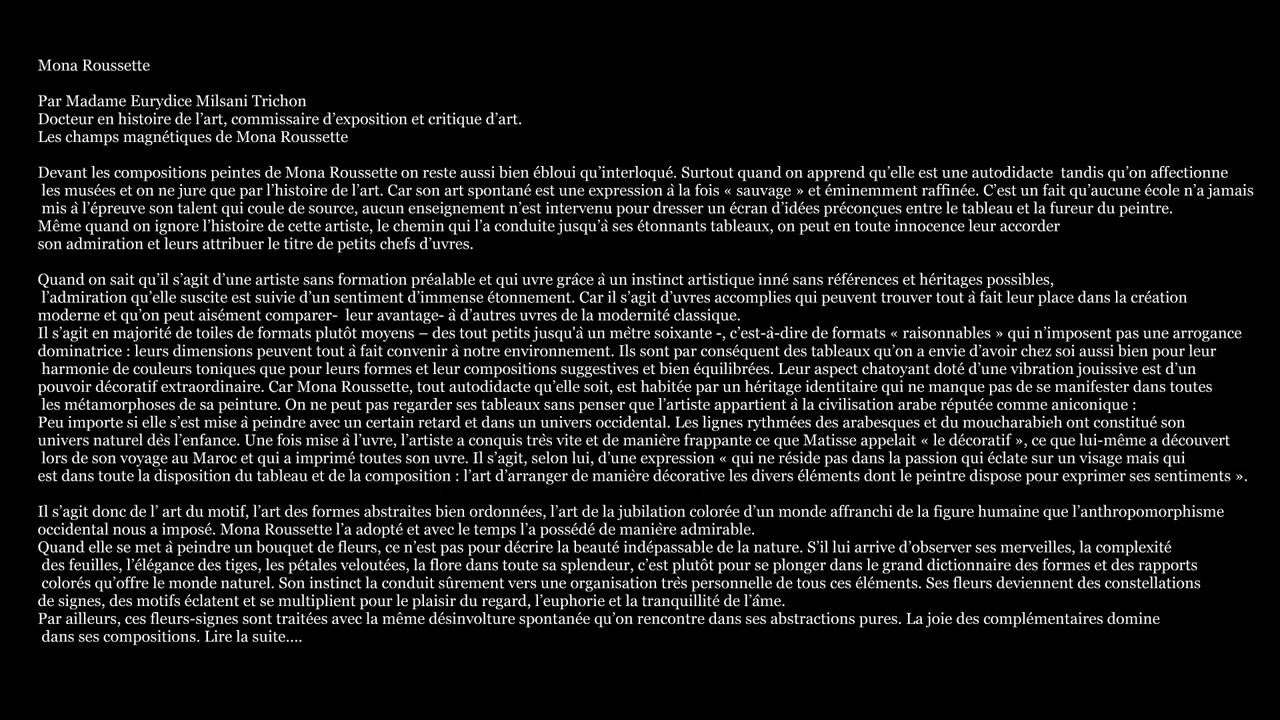 Mona Roussette
Par Madame Eurydice Milsani Trichon
Docteur en histoire de l’art, commissaire d’exposition et critique d’art.
Les champs magnétiques de Mona Roussette
Devant les compositions peintes de Mona Roussette on reste aussi bien ébloui qu’interloqué. Surtout quand on apprend qu’elle est une autodidacte tandis qu’on affectionne
les musées et on ne jure que par l’histoire de l’art. Car son art spontané est une expression à la fois « sauvage » et éminemment raffinée. C’est un fait qu’aucune école n’a jamais
mis à l’épreuve son talent qui coule de source, aucun enseignement n’est intervenu pour dresser un écran d’idées préconçues entre le tableau et la fureur du peintre.
Même quand on ignore l’histoire de cette artiste, le chemin qui l’a conduite jusqu’à ses étonnants tableaux, on peut en toute innocence leur accorder
son admiration et leurs attribuer le titre de petits chefs d’uvres.
Quand on sait qu’il s’agit d’une artiste sans formation préalable et qui uvre grâce à un instinct artistique inné sans références et héritages possibles,
l’admiration qu’elle suscite est suivie d’un sentiment d’immense étonnement. Car il s’agit d’uvres accomplies qui peuvent trouver tout à fait leur place dans la création
moderne et qu’on peut aisément comparer- leur avantage- à d’autres uvres de la modernité classique.
Il s’agit en majorité de toiles de formats plutôt moyens – des tout petits jusqu'à un mètre soixante -, c’est-à-dire de formats « raisonnables » qui n’imposent pas une arrogance
dominatrice : leurs dimensions peuvent tout à fait convenir à notre environnement. Ils sont par conséquent des tableaux qu’on a envie d’avoir chez soi aussi bien pour leur
harmonie de couleurs toniques que pour leurs formes et leur compositions suggestives et bien équilibrées. Leur aspect chatoyant doté d’une vibration jouissive est d’un
pouvoir décoratif extraordinaire. Car Mona Roussette, tout autodidacte qu’elle soit, est habitée par un héritage identitaire qui ne manque pas de se manifester dans toutes
les métamorphoses de sa peinture. On ne peut pas regarder ses tableaux sans penser que l’artiste appartient à la civilisation arabe réputée comme aniconique :
Peu importe si elle s’est mise à peindre avec un certain retard et dans un univers occidental. Les lignes rythmées des arabesques et du moucharabieh ont constitué son
univers naturel dès l’enfance. Une fois mise à l’uvre, l’artiste a conquis très vite et de manière frappante ce que Matisse appelait « le décoratif », ce que lui-même a découvert
lors de son voyage au Maroc et qui a imprimé toutes son uvre. Il s’agit, selon lui, d’une expression « qui ne réside pas dans la passion qui éclate sur un visage mais qui
est dans toute la disposition du tableau et de la composition : l’art d’arranger de manière décorative les divers éléments dont le peintre dispose pour exprimer ses sentiments ».
Il s’agit donc de l’ art du motif, l’art des formes abstraites bien ordonnées, l’art de la jubilation colorée d’un monde affranchi de la figure humaine que l’anthropomorphisme
occidental nous a imposé. Mona Roussette l’a adopté et avec le temps l’a possédé de manière admirable.
Quand elle se met à peindre un bouquet de fleurs, ce n’est pas pour décrire la beauté indépassable de la nature. S’il lui arrive d’observer ses merveilles, la complexité
des feuilles, l’élégance des tiges, les pétales veloutées, la flore dans toute sa splendeur, c’est plutôt pour se plonger dans le grand dictionnaire des formes et des rapports
colorés qu’offre le monde naturel. Son instinct la conduit sûrement vers une organisation très personnelle de tous ces éléments. Ses fleurs deviennent des constellations
de signes, des motifs éclatent et se multiplient pour le plaisir du regard, l’euphorie et la tranquillité de l’âme.
Par ailleurs, ces fleurs-signes sont traitées avec la même désinvolture spontanée qu’on rencontre dans ses abstractions pures. La joie des complémentaires domine
dans ses compositions. Lire la suite....